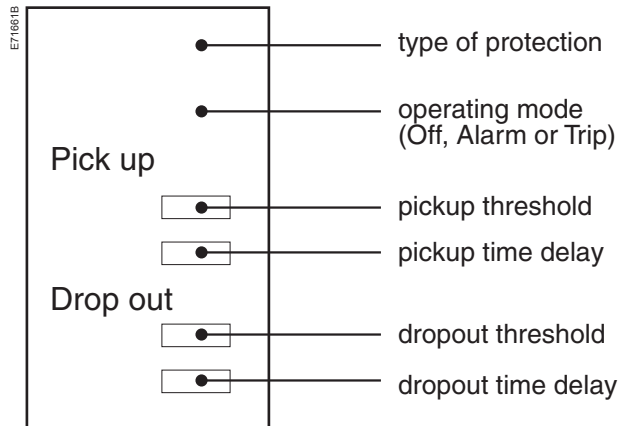 E71661B
type of protection
operating mode
(Off, Alarm or Trip)
Pick up
pickup threshold
pickup time delay
Drop out
dropout threshold
dropout time delay